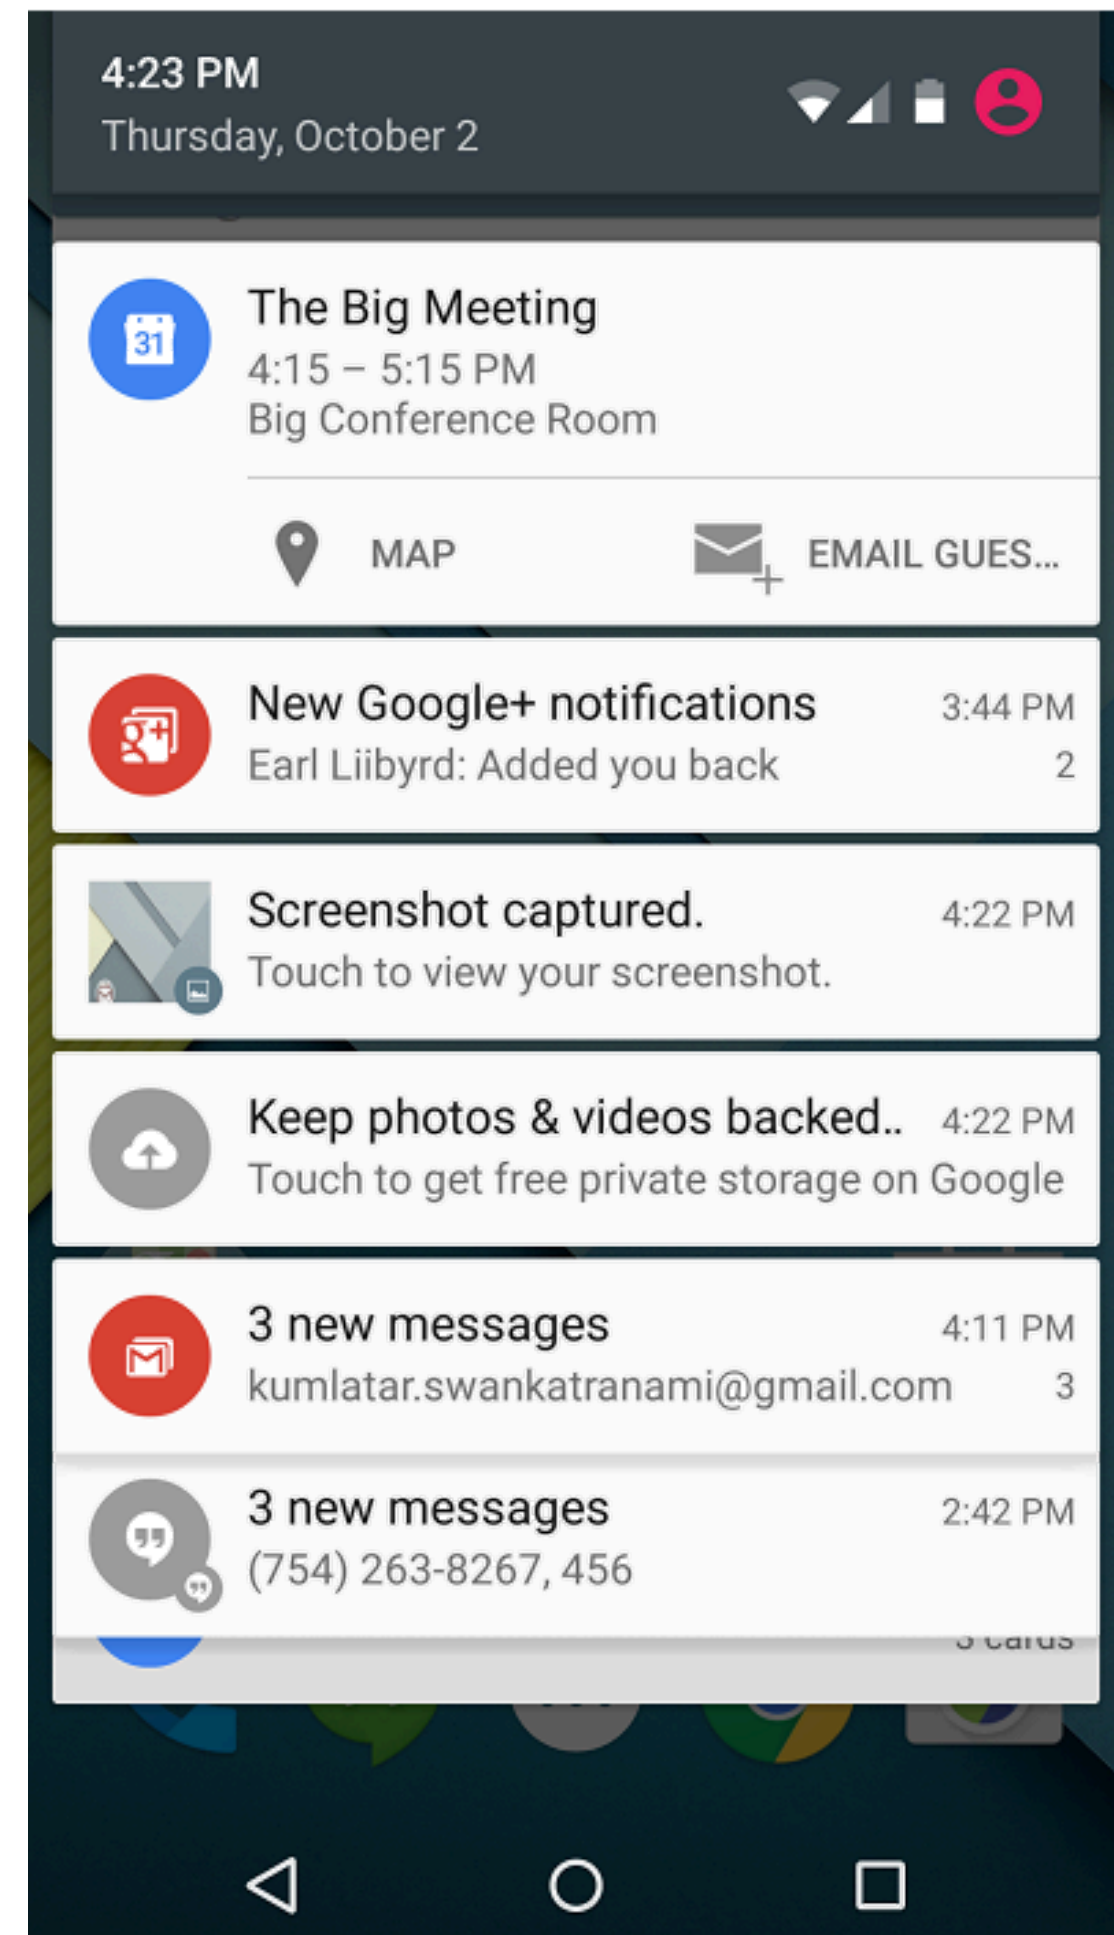 4:23 PM
Thursday, October 2
The Big Meeting
31
4:15 – 5:15 PM
Big Conference Room
MAP
EMAIL GUES...
New Google+ notifications 3:44 PM
g+
Earl Liibyrd: Added you back 2
Screenshot captured. 4:22 PM
Touch to view your screenshot.
Keep photos & videos backed.. 4:22 PM
Touch to get free private storage on Google
3 new messages 4:11 PM
kumlatar.swankatranami@gmail.com 3
3 new messages 2:42 PM
(754) 263-8267, 456
3 cards